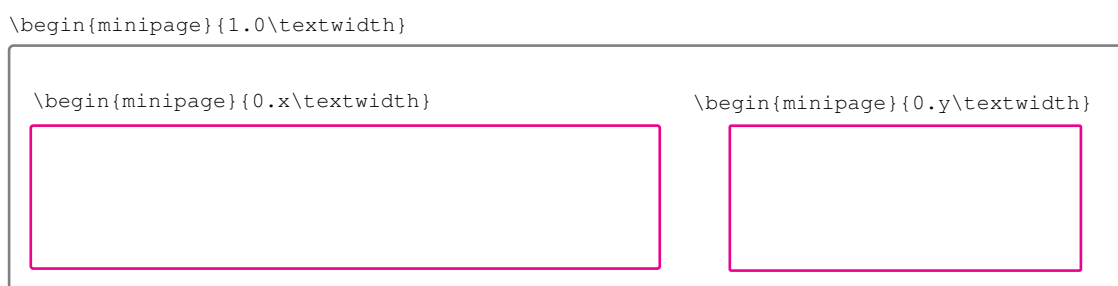 \begin{minipage}{1.0\textwidth}
\begin{minipage}{0.x\textwidth}
\begin{minipage}{0.y\textwidth}